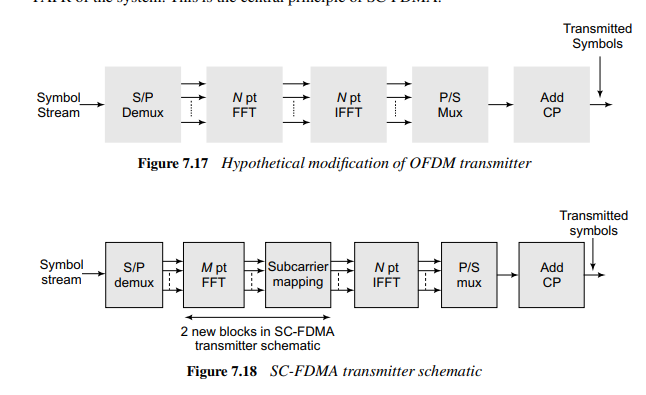 PAPR of the system. This is the central principle of SC-FDMA.
Transmitted
Symbols
Symbol
Stream
S/P
Demux
N pt
FFT
N pt
IFFT
P/S
Mux
Add
CP
Figure 7.17 Hypothetical modification of OFDM transmitter
Transmitted
symbols
Symbol
stream
S/P
demux
M pt
FFT
Subcarrier
mapping
N pt
IFFT
P/S
mux
Add
CP
2 new blocks in SC-FDMA
transmitter schematic
Figure 7.18 SC-FDMA transmitter schematic